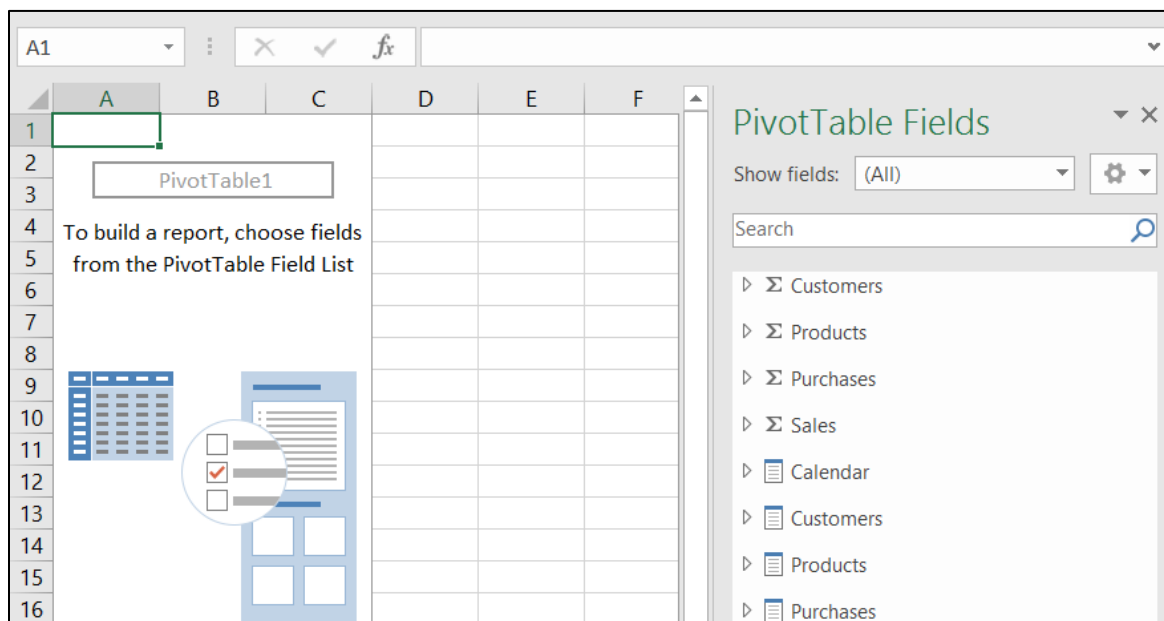 A1
fx
A B C D E F
1
2
3
4
5
6
7
8
9
10
11
12
13
14
15
16
PivotTable1
To build a report, choose fields
from the PivotTable Field List
PivotTable Fields
Show fields: (All)
Search
Σ Customers
Σ Products
Σ Purchases
Σ Sales
Calendar
Customers
Products
Purchases